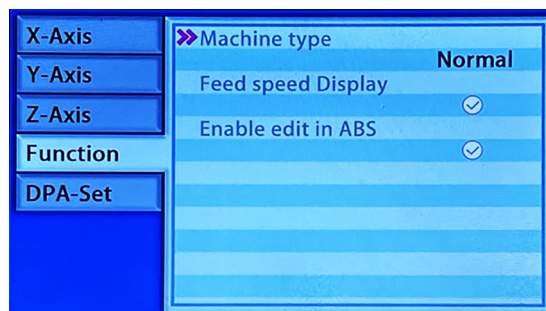 X-Axis
Y-Axis
Z-Axis
Function
DPA-Set
Machine type
Normal
Feed speed Display
Enable edit in ABS